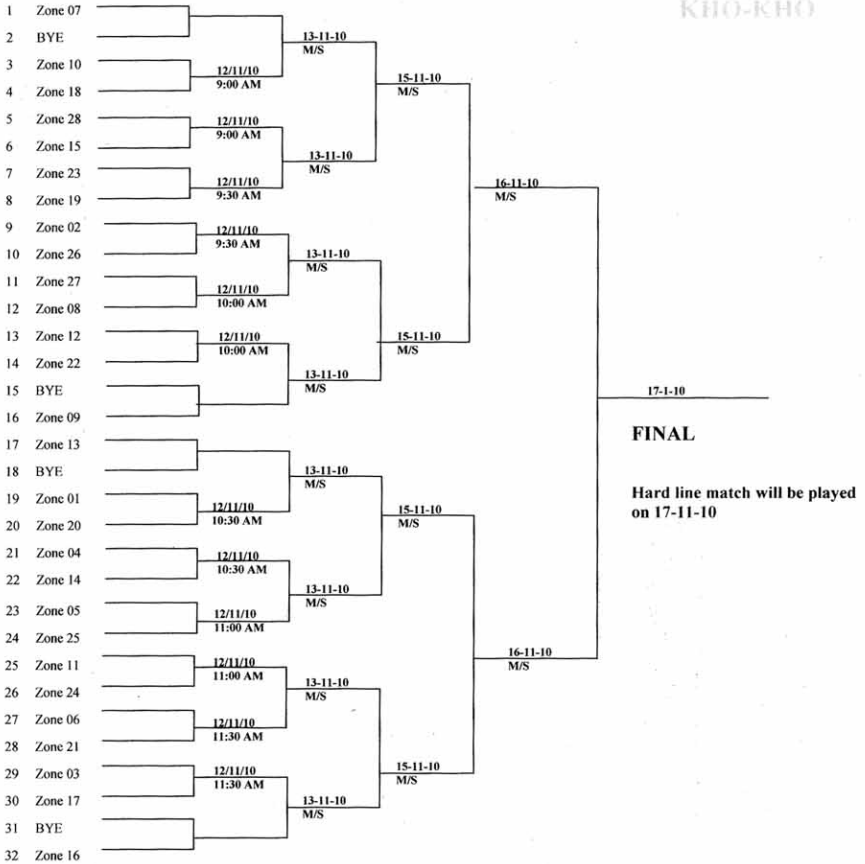 KHO-KHO
1 Zone 07
2 BYE
13-11-10
M/S
3 Zone 10
12/11/10
9:00 AM
4 Zone 18
15-11-10
M/S
5 Zone 28
12/11/10
9:00 AM
6 Zone 15
13-11-10
M/S
7 Zone 23
12/11/10
9:30 AM
8 Zone 19
16-11-10
M/S
9 Zone 02
12/11/10
9:30 AM
10 Zone 26
13-11-10
M/S
11 Zone 27
12/11/10
10:00 AM
12 Zone 08
13 Zone 12
12/11/10
10:00 AM
15-11-10
M/S
14 Zone 22
13-11-10
M/S
15 BYE
16 Zone 09
17-1-10
FINAL
Hard line match will be played
on 17-11-10
17 Zone 13
18 BYE
13-11-10
M/S
19 Zone 01
12/11/10
10:30 AM
20 Zone 20
15-11-10
M/S
21 Zone 04
12/11/10
10:30 AM
22 Zone 14
13-11-10
M/S
23 Zone 05
12/11/10
11:00 AM
24 Zone 25
16-11-10
M/S
25 Zone 11
12/11/10
11:00 AM
26 Zone 24
13-11-10
M/S
27 Zone 06
12/11/10
11:30 AM
28 Zone 21
29 Zone 03
12/11/10
11:30 AM
15-11-10
M/S
30 Zone 17
13-11-10
M/S
31 BYE
32 Zone 16